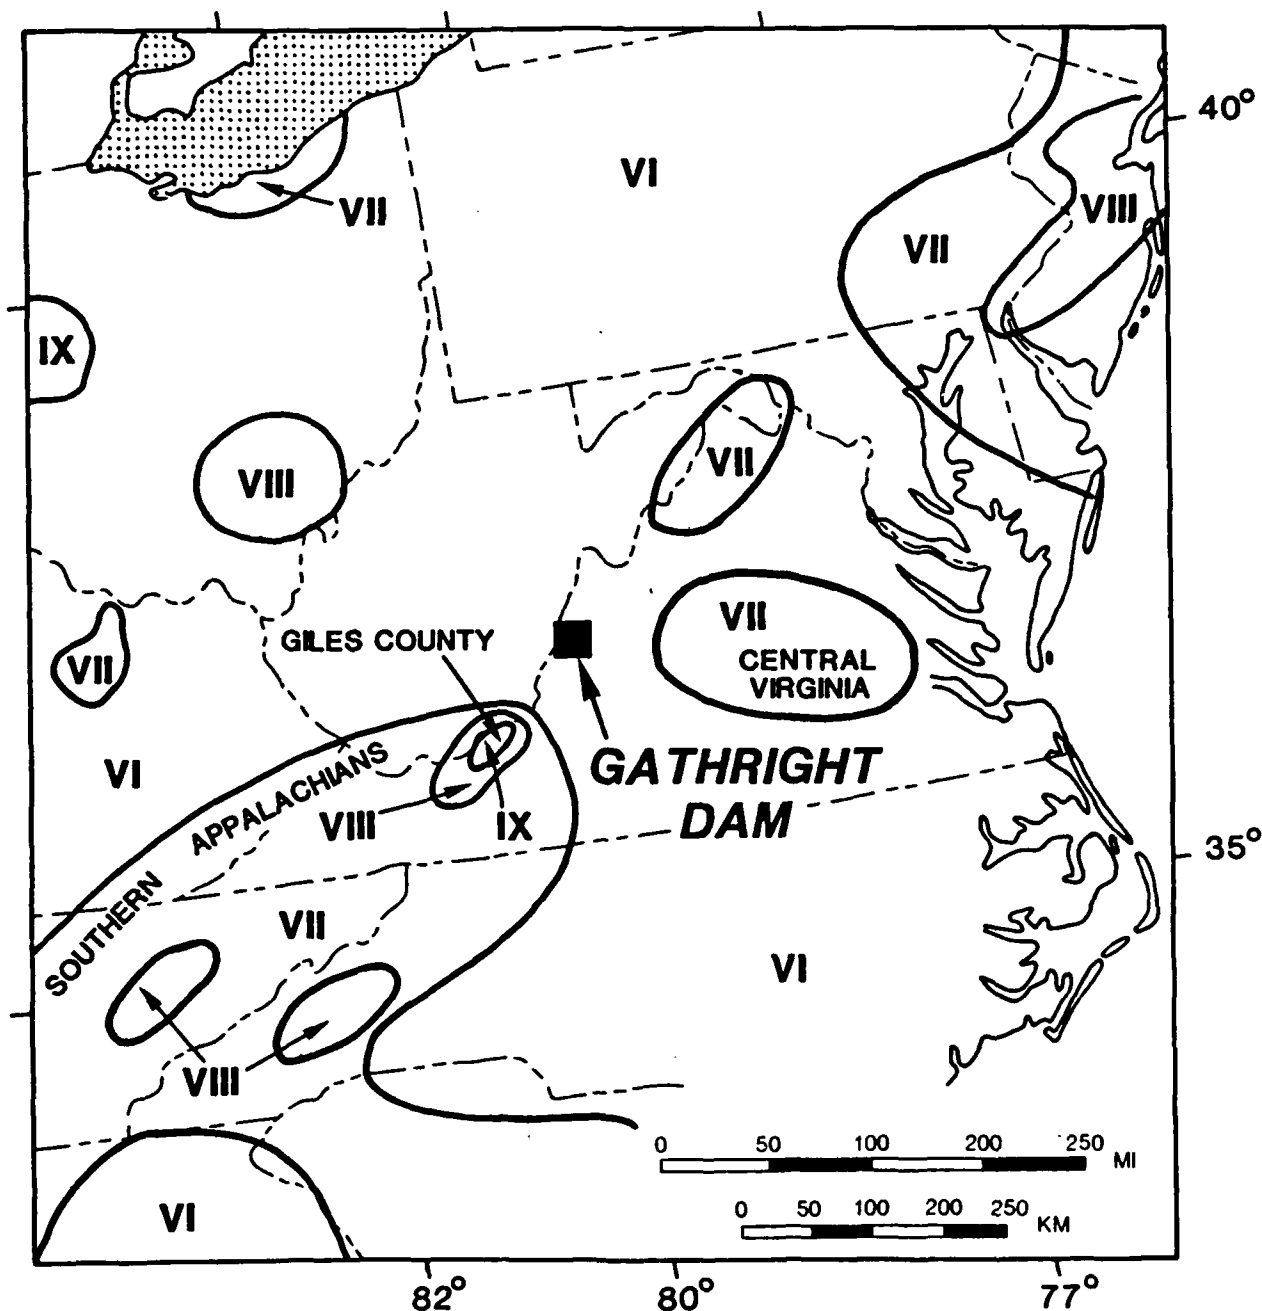 40°
VI
VII
VIII
VII
IX
VIII
VII
GILES COUNTY
VII
VII
CENTRAL
VIRGINIA
VI
SOUTHERN APPALACHIANS
GATHRIGHT
DAM
VIII
IX
35°
VII
VI
VIII
0 50 100 200 250 MI
VI
0 50 100 200 250 KM
82° 80° 77°